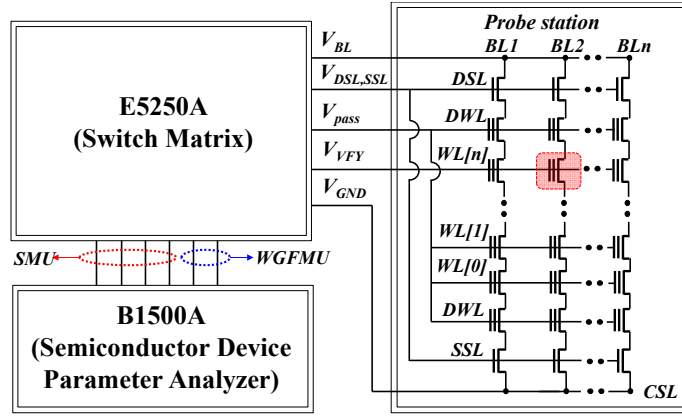 Probe station
V_BL
BL1 BL2 BLn
V_DSL,SSL
DSL
E5250A
(Switch Matrix)
V_pass
DWL
V_VFY
WL[n]
V_GND
WL[1]
SMU
WGFMU
WL[0]
B1500A
(Semiconductor Device
Parameter Analyzer)
DWL
SSL
CSL